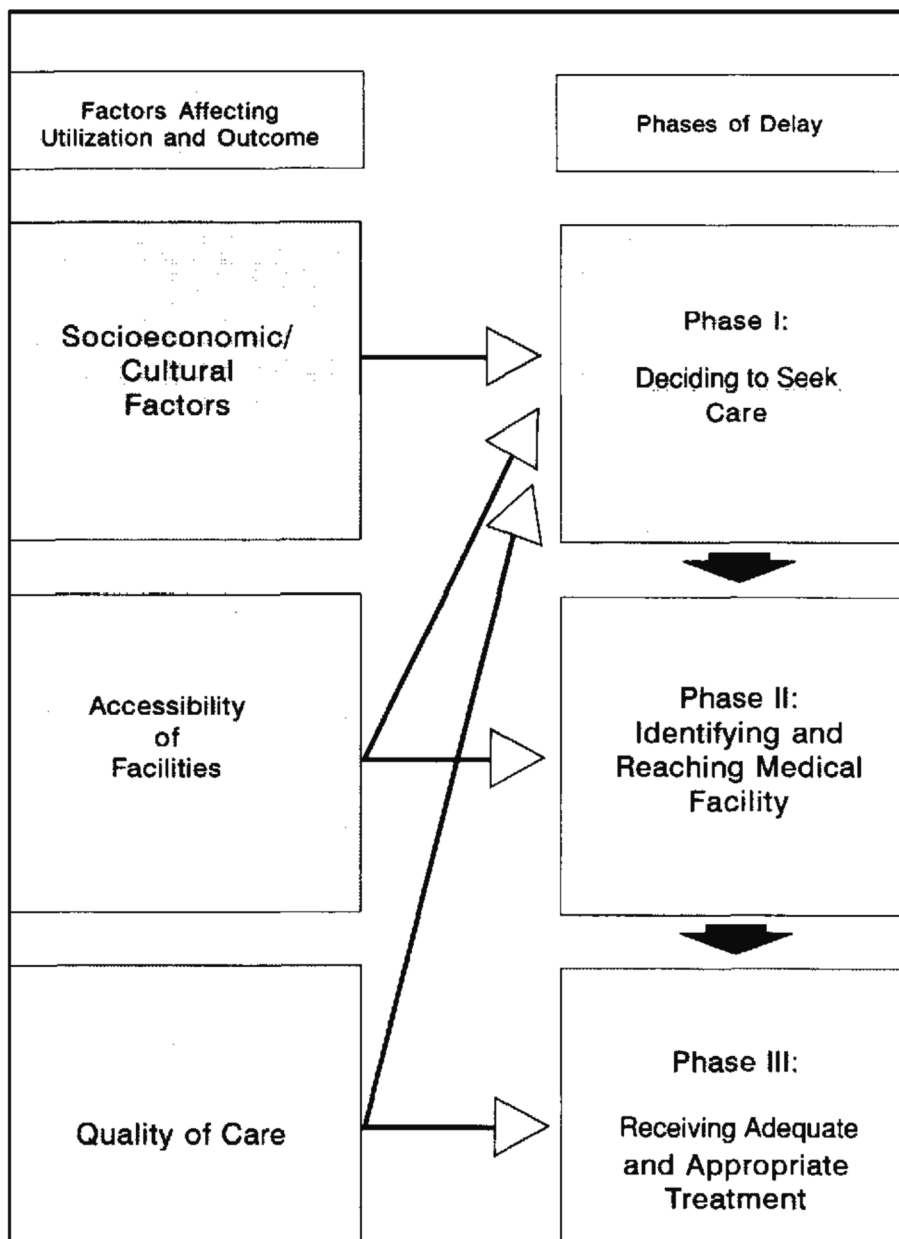 Factors Affecting
Utilization and Outcome
Phases of Delay
Socioeconomic/
Cultural
Factors
Phase I:
Deciding to Seek
Care
Accessibility
of
Facilities
Phase II:
Identifying and
Reaching Medical
Facility
Quality of Care
Phase III:
Receiving Adequate
and Appropriate
Treatment